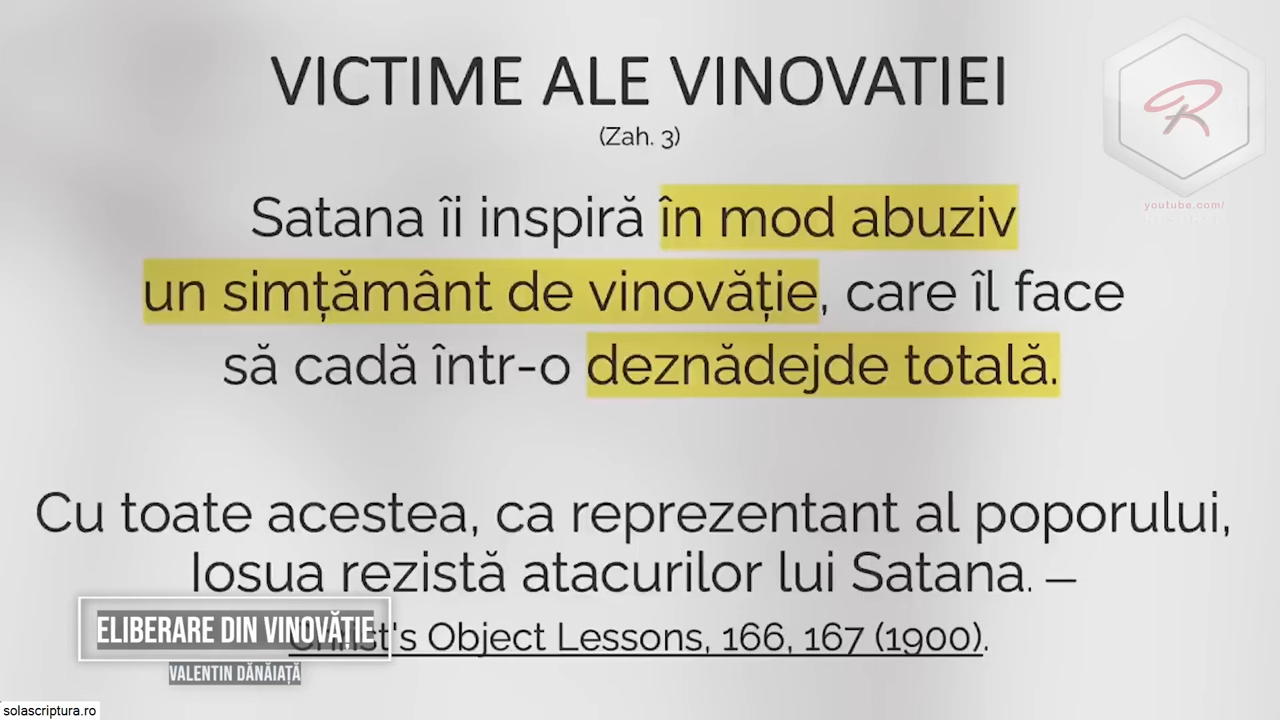 VICTIME ALE VINOVATIEI
(Zah. 3)
Satana îi inspiră în mod abuziv
un simțământ de vinovăție, care îl face
să cadă într-o deznădejde totală.
Cu toate acestea, ca reprezentant al poporului,
Iosua rezistă atacurilor lui Satana. —
Christ's Object Lessons, 166, 167 (1900).
ELIBERARE DIN VINOVĂȚIE
VALENTIN DĂNĂIAȚĂ
solascriptura.ro
R
youtube.com/